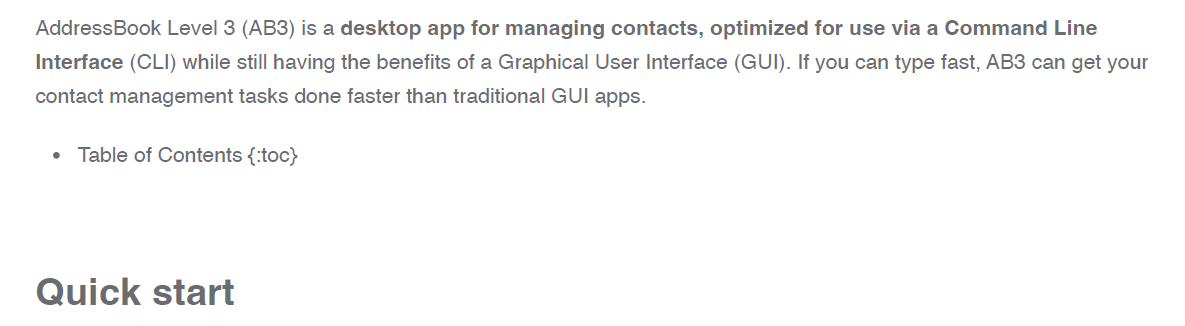 AddressBook Level 3 (AB3) is a desktop app for managing contacts, optimized for use via a Command Line
Interface (CLI) while still having the benefits of a Graphical User Interface (GUI). If you can type fast, AB3 can get your
contact management tasks done faster than traditional GUI apps.
• Table of Contents {:toc}
Quick start